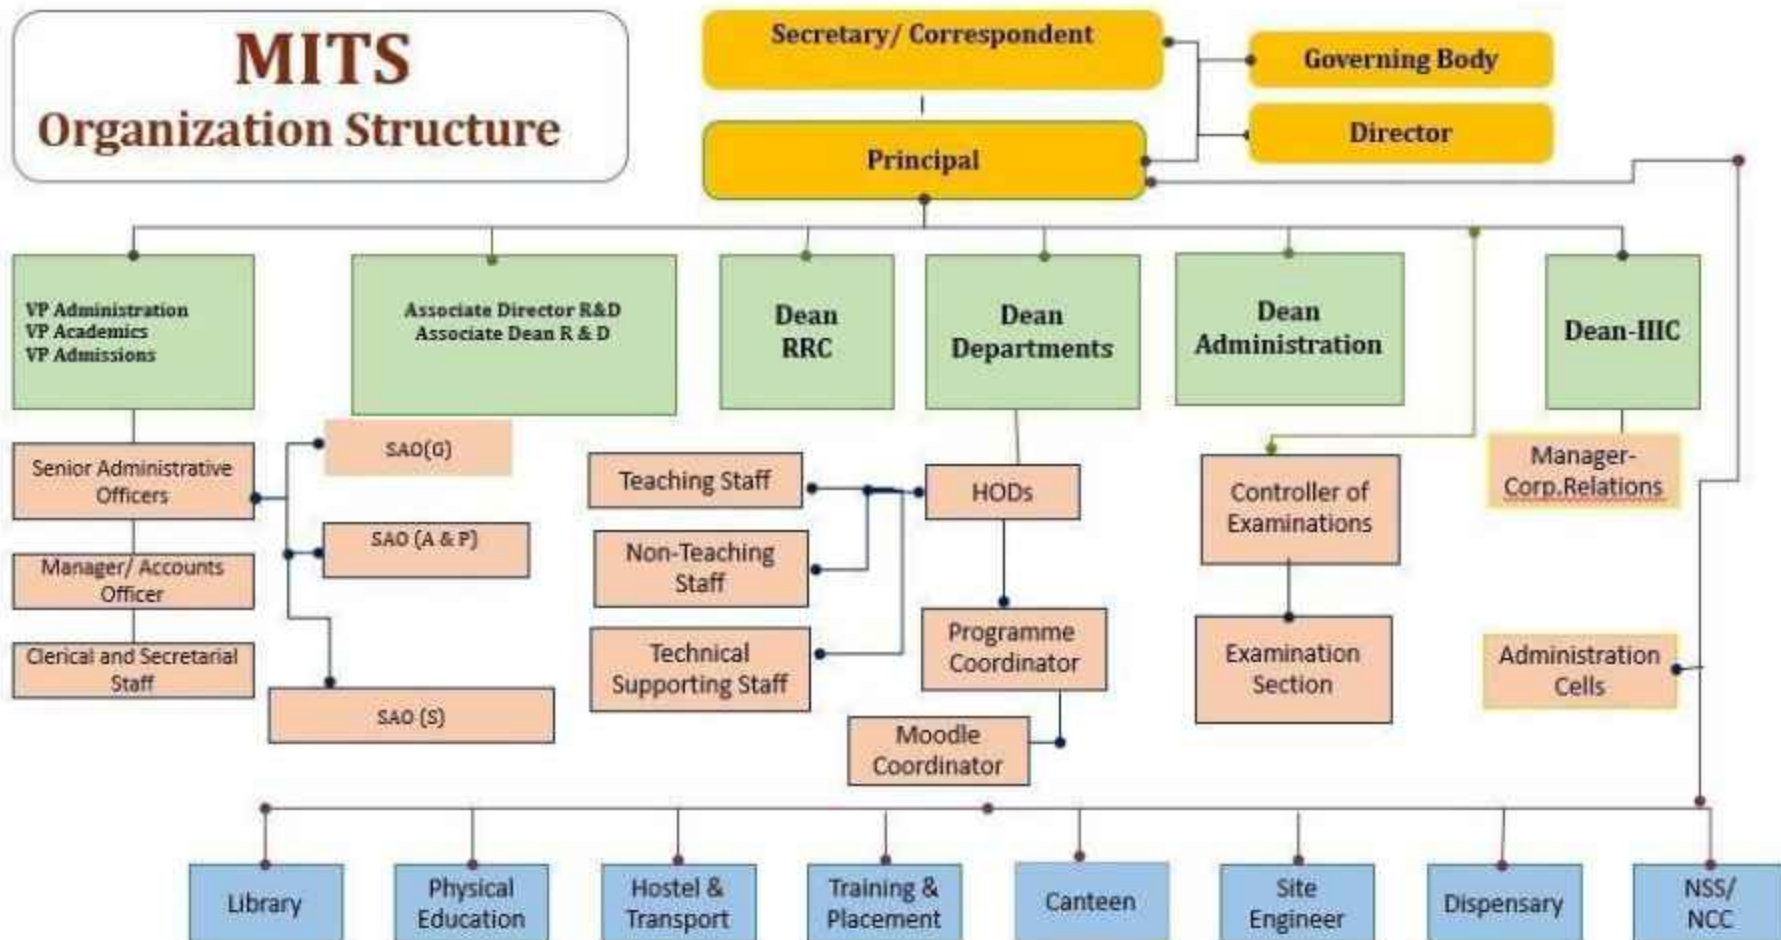 MITS
Organization Structure
Secretary/ Correspondent
Governing Body
Director
Principal
VP Administration
VP Academics
VP Admissions
Associate Director R&D
Associate Dean R & D
Dean
RRC
Dean
Departments
Dean
Administration
Dean-IIIC
Senior Administrative
Officers
SAO(G)
SAO (A & P)
Manager/ Accounts
Officer
Clerical and Secretarial
Staff
SAO (S)
Teaching Staff
Non-Teaching
Staff
Technical
Supporting Staff
HODs
Programme
Coordinator
Moodle
Coordinator
Controller of
Examinations
Examination
Section
Manager-
Corp.Relations
Administration
Cells
Library
Physical
Education
Hostel &
Transport
Training &
Placement
Canteen
Site
Engineer
Dispensary
NSS/
NCC